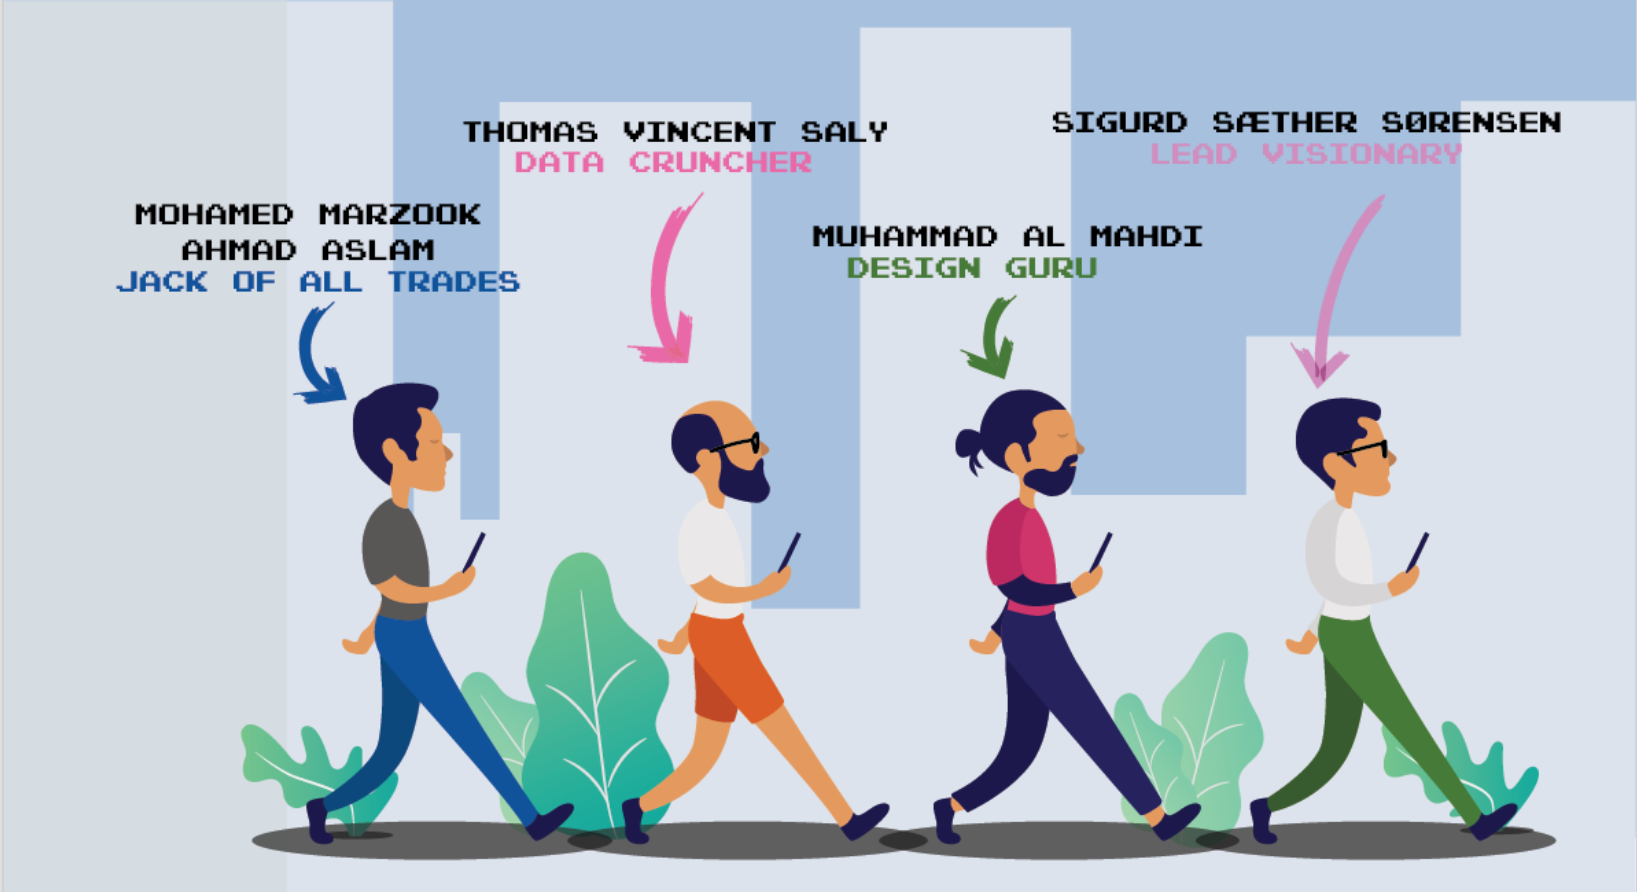 MOHAMED MARZOOK
AHMAD ASLAM
JACK OF ALL TRADES
THOMAS VINCENT SALY
DATA CRUNCHER
MUHAMMAD AL MAHDI
DESIGN GURU
SIGURD SÆTHER SØRENSEN
LEAD VISIONARY